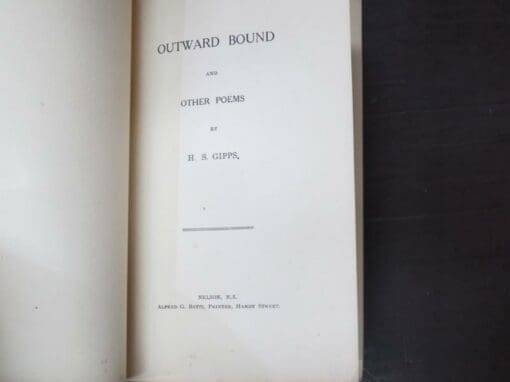 OUTWARD BOUND
AND
OTHER POEMS
BY
H. S. GIPPS.
NELSON, N.Z.
ALFRED G. BETTS, PRINTER, HARDY STREET.